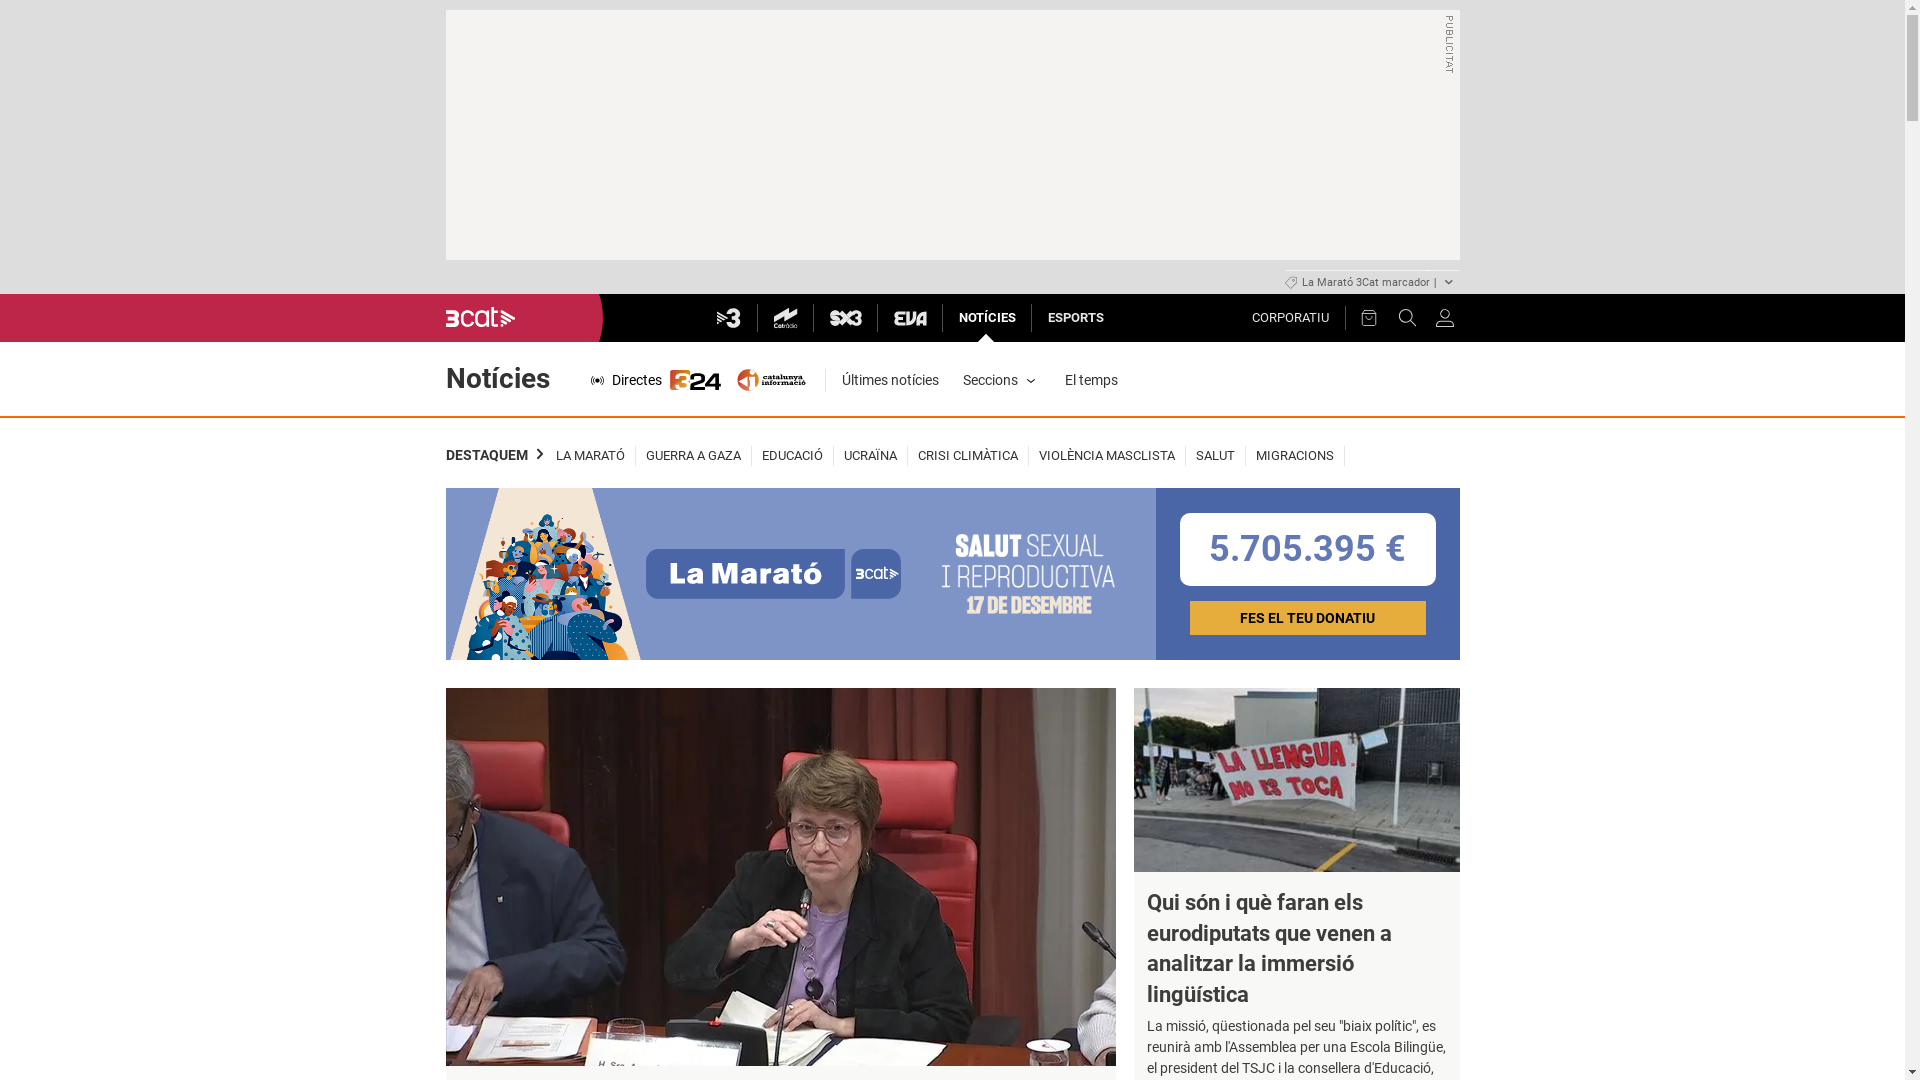 PUBLICITAT
La Marató 3Cat marcador |
3cat
3
Catràdio
SX3
EVA
NOTÍCIES
ESPORTS
CORPORATIU
Notícies
Directes
324
catalunya informació
Últimes notícies
Seccions
El temps
DESTAQUEM
LA MARATÓ
GUERRA A GAZA
EDUCACIÓ
UCRAÏNA
CRISI CLIMÀTICA
VIOLÈNCIA MASCLISTA
SALUT
MIGRACIONS
La Marató 3cat
SALUT SEXUAL
I REPRODUCTIVA
17 DE DESEMBRE
5.705.395 €
FES EL TEU DONATIU
LA LLENGUA
NO ES TOCA
Qui són i què faran els
eurodiputats que venen a
analitzar la immersió
lingüística
La missió, qüestionada pel seu "biaix polític", es
reunirà amb l'Assemblea per una Escola Bilingüe,
el president del TSJC i la consellera d'Educació,